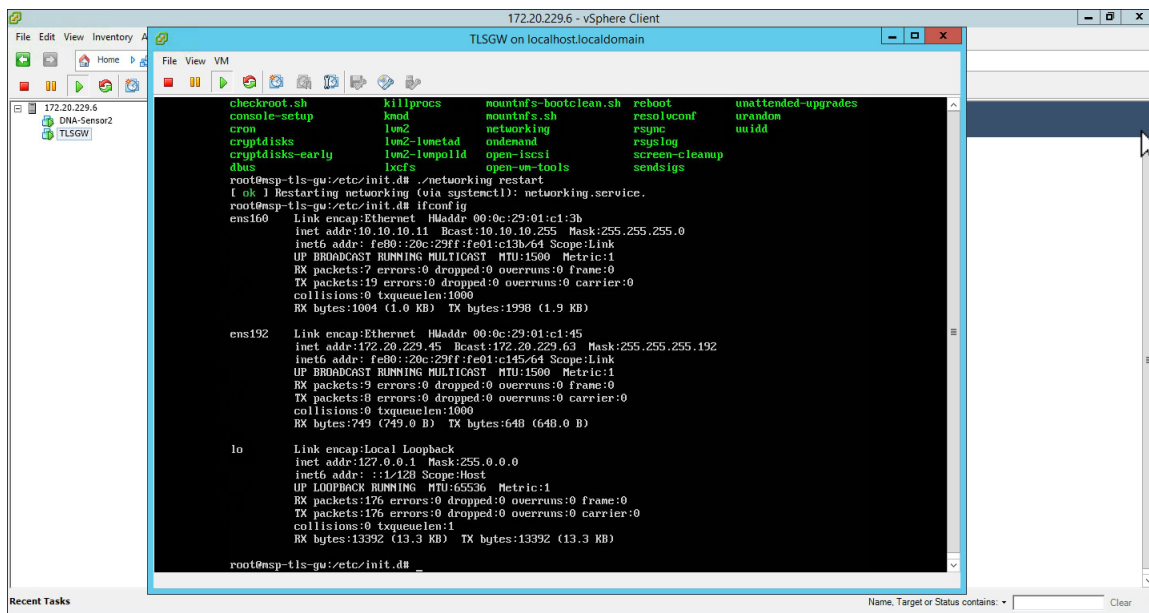 172.20.229.6 - vSphere Client
File Edit View Inventory A
Home
172.20.229.6
DNA-Sensor2
TLSGW
TLSGW on localhost.localdomain
File View VM
checkroot.sh killprocs mountnfs-bootclean.sh reboot unattended-upgrades
console-setup kmod mountnfs.sh resolvconf urandom
cron lvm2 networking rsync uuidd
cryptdisks lvm2-lvmetad ondemand rsyslog
cryptdisks-early lvm2-lvmpolld open-iscsi screen-cleanup
dbus lxcfs open-vm-tools sendsigs
root@msp-tls-gw:/etc/init.d# ./networking restart
[ ok ] Restarting networking (via systemctl): networking.service.
root@msp-tls-gw:/etc/init.d# ifconfig
ens160 Link encap:Ethernet HWaddr 00:0c:29:01:c1:3b
inet addr:10.10.10.11 Bcast:10.10.10.255 Mask:255.255.255.0
inet6 addr: fe80::20c:29ff:fe01:c13b/64 Scope:Link
UP BROADCAST RUNNING MULTICAST MTU:1500 Metric:1
RX packets:7 errors:0 dropped:0 overruns:0 frame:0
TX packets:19 errors:0 dropped:0 overruns:0 carrier:0
collisions:0 txqueuelen:1000
RX bytes:1004 (1.0 KB) TX bytes:1998 (1.9 KB)
ens192 Link encap:Ethernet HWaddr 00:0c:29:01:c1:45
inet addr:172.20.229.45 Bcast:172.20.229.63 Mask:255.255.255.192
inet6 addr: fe80::20c:29ff:fe01:c145/64 Scope:Link
UP BROADCAST RUNNING MULTICAST MTU:1500 Metric:1
RX packets:9 errors:0 dropped:0 overruns:0 frame:0
TX packets:8 errors:0 dropped:0 overruns:0 carrier:0
collisions:0 txqueuelen:1000
RX bytes:749 (749.0 B) TX bytes:648 (648.0 B)
lo Link encap:Local Loopback
inet addr:127.0.0.1 Mask:255.0.0.0
inet6 addr: ::1/128 Scope:Host
UP LOOPBACK RUNNING MTU:65536 Metric:1
RX packets:176 errors:0 dropped:0 overruns:0 frame:0
TX packets:176 errors:0 dropped:0 overruns:0 carrier:0
collisions:0 txqueuelen:1
RX bytes:13392 (13.3 KB) TX bytes:13392 (13.3 KB)
root@msp-tls-gw:/etc/init.d# _
Recent Tasks
Name, Target or Status contains:
Clear